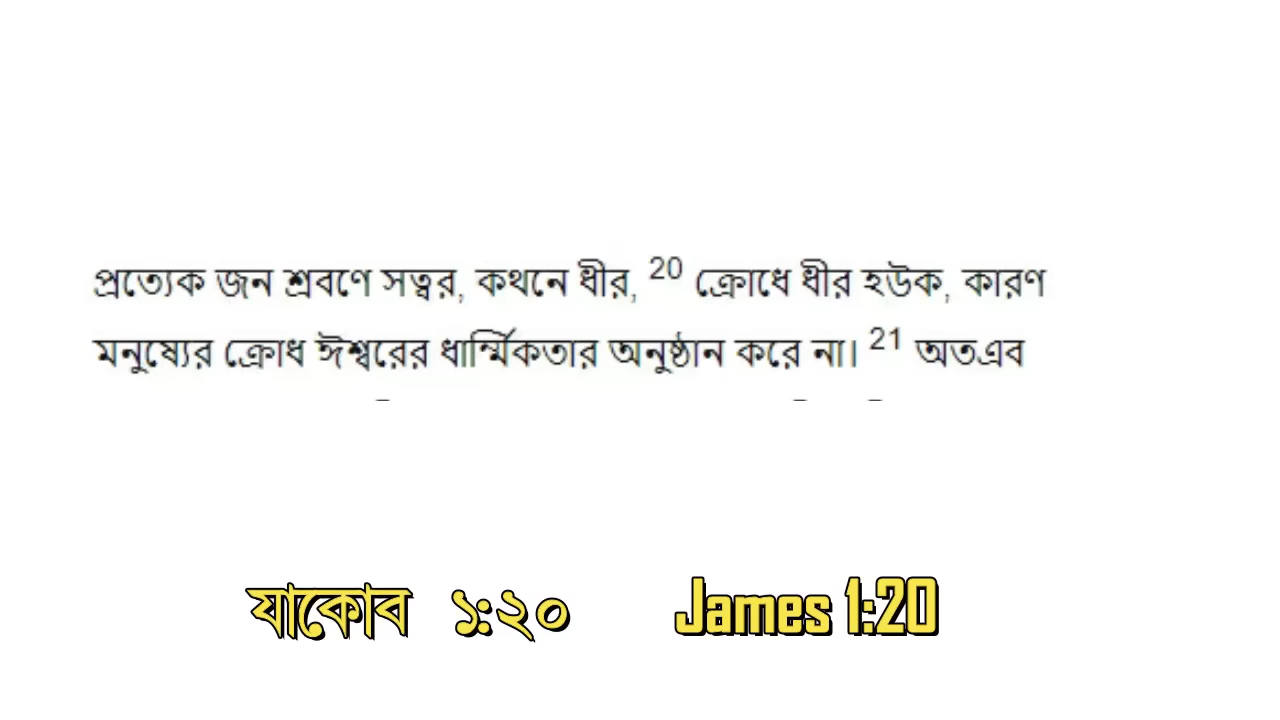 প্রত্যেক জন শ্রবণে সত্বর, কথনে ধীর, 20 ক্রোধে ধীর হউক, কারণ
মনুষ্যের ক্রোধ ঈশ্বরের ধার্ম্মিকতার অনুষ্ঠান করে না। 21 অতএব
যাকোব ১:২০ James 1:20